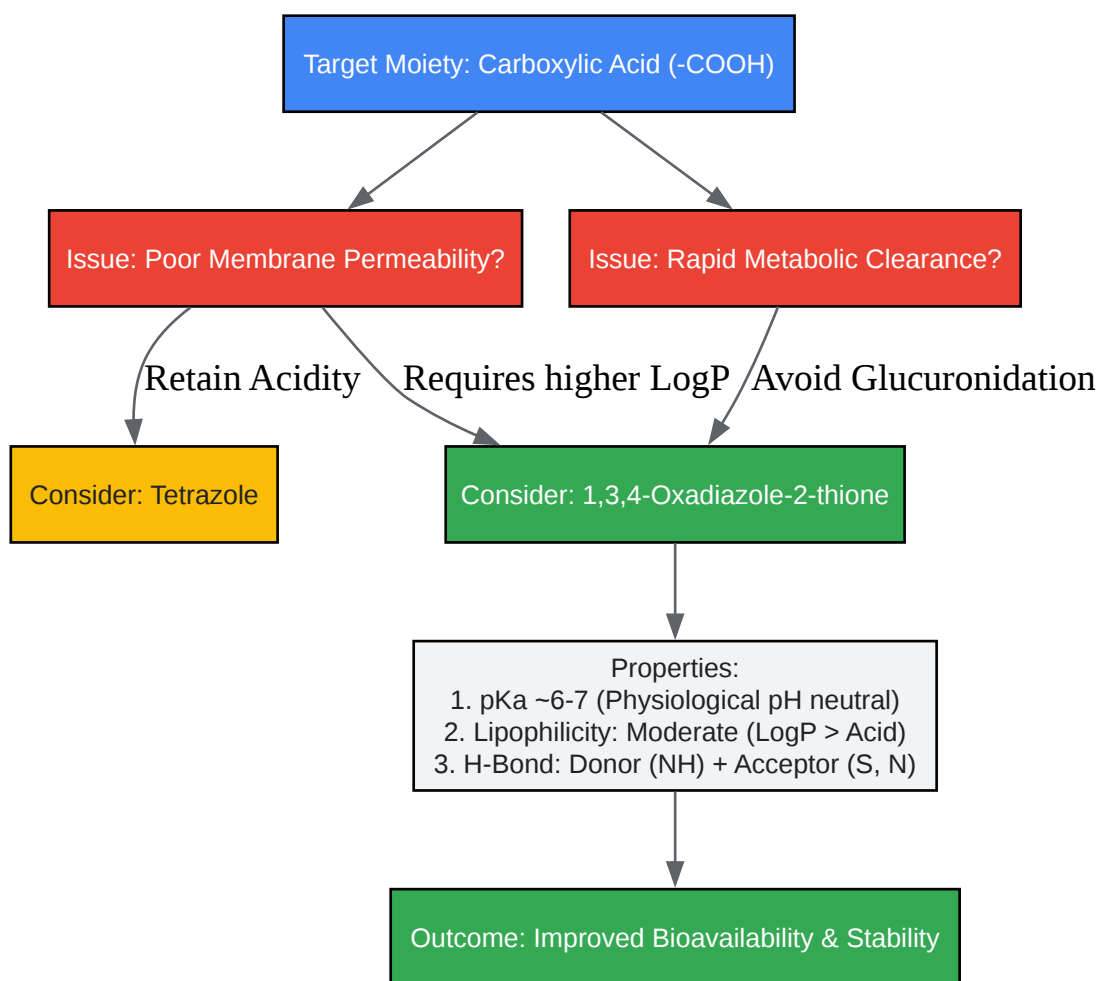 Target Moiety: Carboxylic Acid (-COOH)
Issue: Poor Membrane Permeability?
Issue: Rapid Metabolic Clearance?
Retain Acidity
Requires higher LogP
Avoid Glucuronidation
Consider: Tetrazole
Consider: 1,3,4-Oxadiazole-2-thione
Properties:
1. pKa ~6-7 (Physiological pH neutral)
2. Lipophilicity: Moderate (LogP > Acid)
3. H-Bond: Donor (NH) + Acceptor (S, N)
Outcome: Improved Bioavailability & Stability